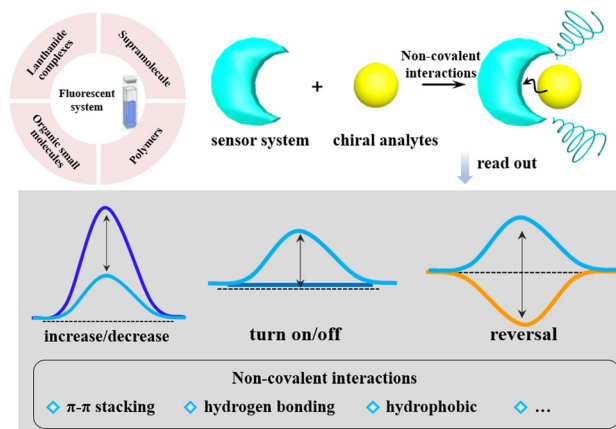 Lanthanide
complexes
Supramolecule
Fluorescent
system
Organic small
molecules
Polymers
+
Non-covalent
interactions
sensor system
chiral analytes
read out
increase/decrease
turn on/off
reversal
Non-covalent interactions
π-π stacking
hydrogen bonding
hydrophobic
...